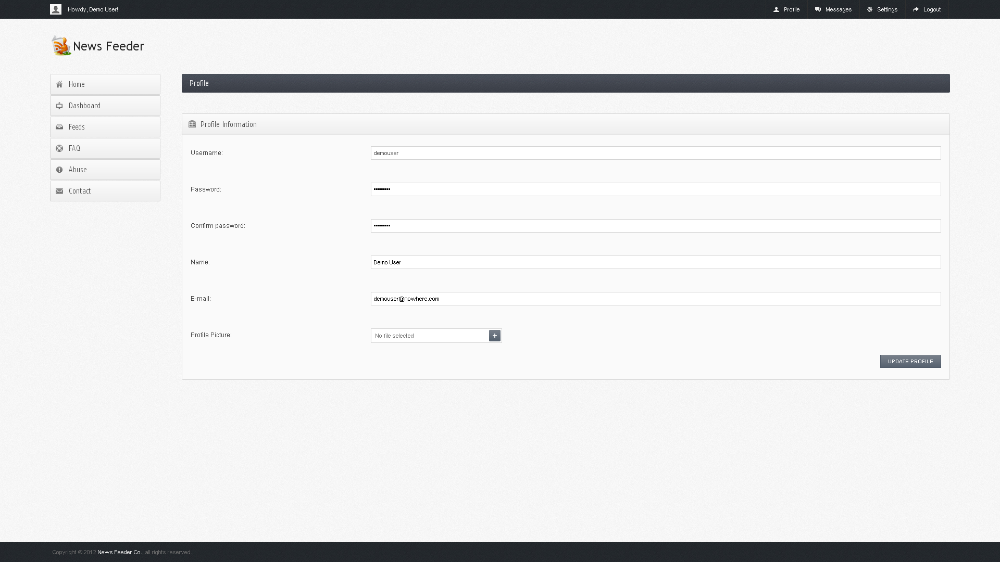 Howdy, Demo User!
Profile
Messages
Settings
Logout
News Feeder
Home
Dashboard
Feeds
FAQ
Abuse
Contact
Profile
Profile Information
Username:
demouser
Password:
••••••••
Confirm password:
••••••••
Name:
Demo User
E-mail:
demouser@nowhere.com
Profile Picture:
No file selected
+
UPDATE PROFILE
Copyright © 2012 News Feeder Co., all rights reserved.